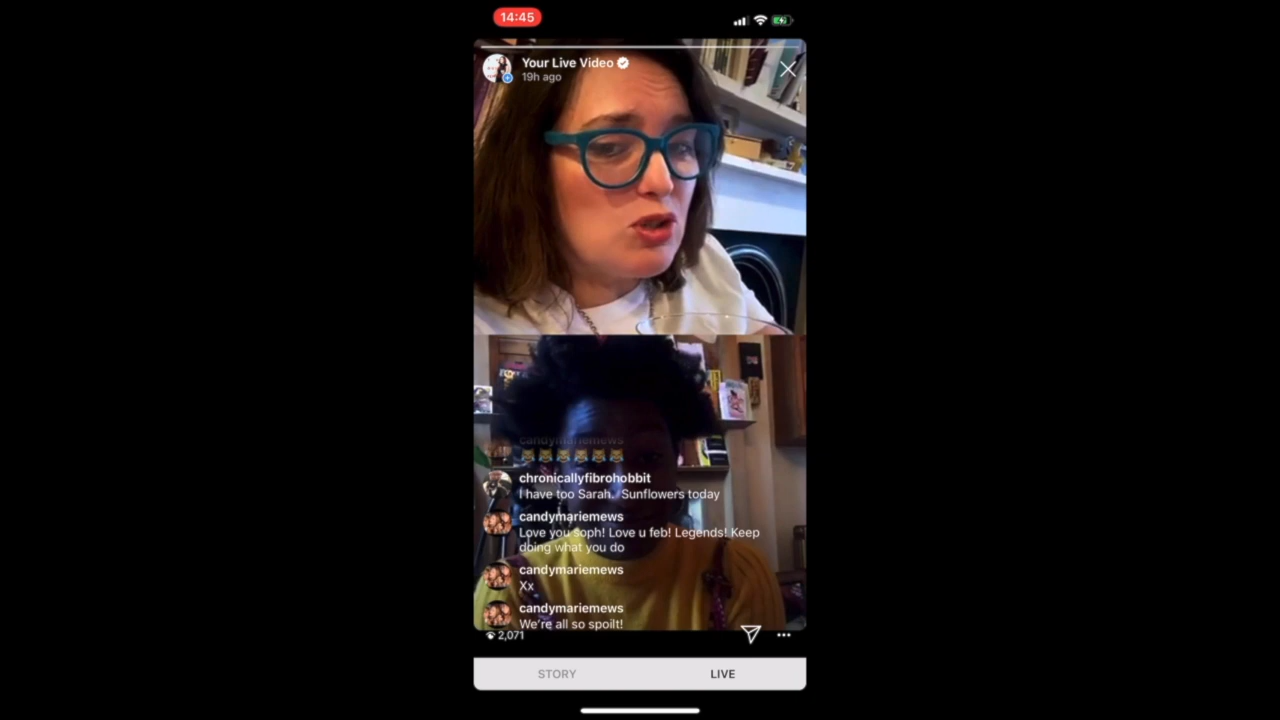 14:45
Your Live Video
19h ago
candymariemews
chronicallyfibrohobbit
I have too Sarah. Sunflowers today
candymariemews
Love you soph! Love u feb! Legends! Keep
doing what you do
candymariemews
Xx
candymariemews
We're all so spoilt!
2,071
STORY
LIVE